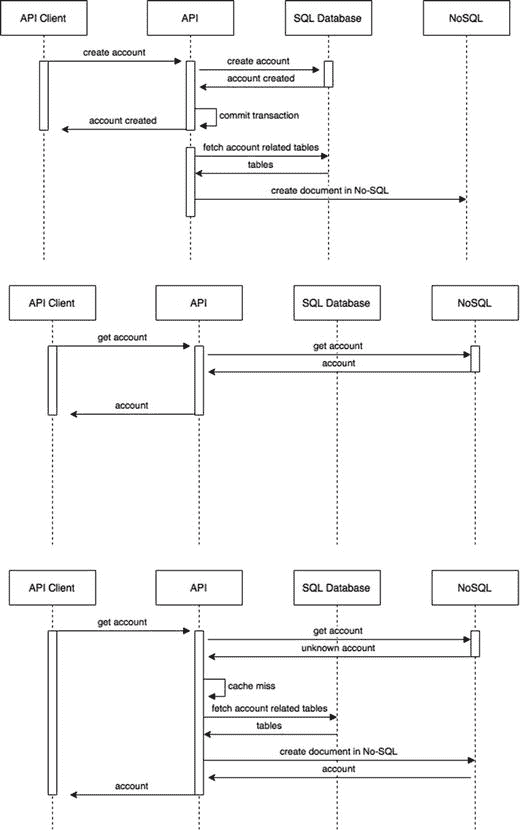 API Client
API
SQL Database
NoSQL
create account
create account
account created
commit transaction
account created
fetch account related tables
tables
create document in No-SQL
API Client
API
SQL Database
NoSQL
get account
get account
account
account
API Client
API
SQL Database
NoSQL
get account
get account
unknown account
cache miss
fetch account related tables
tables
create document in No-SQL
account
account